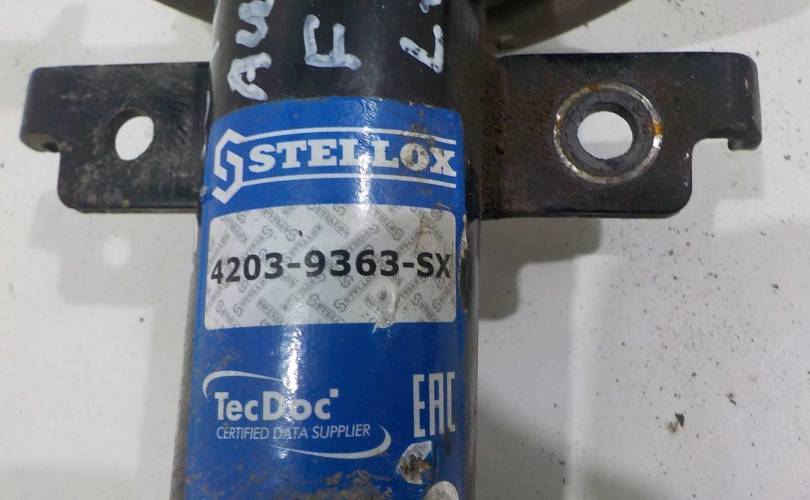 F
STELLOX
4203-9363-SX
TecDoc
CERTIFIED DATA SUPPLIER
EAC